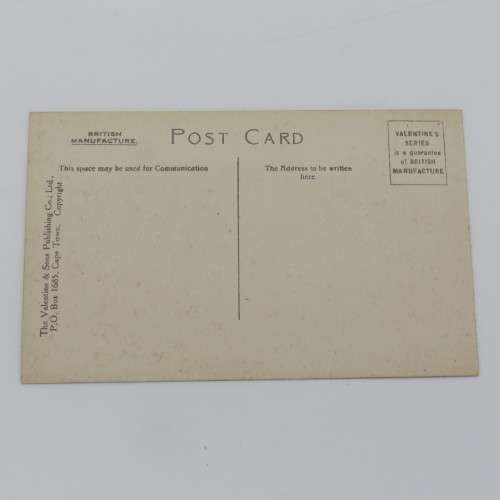 BRITISH
MANUFACTURE.
POST CARD
VALENTINE'S
SERIES
is a guarantee
of BRITISH
MANUFACTURE
This space may be used for Communication
The Address to be written
here
The Valentine & Sons Publishing Co., Ltd.,
P.O. Box 1685, Cape Town, Copyright